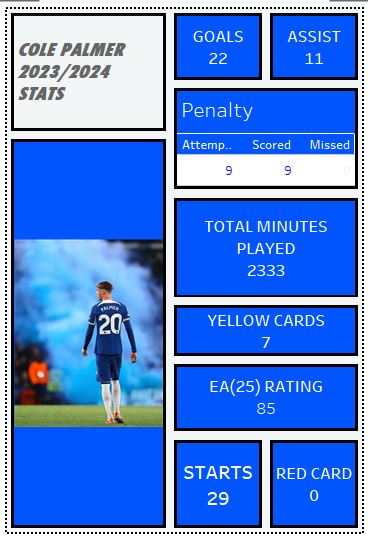 COLE PALMER
2023/2024
STATS
GOALS
22
ASSIST
11
Penalty
Attemp.. Scored Missed
9 9 0
TOTAL MINUTES
PLAYED
2333
YELLOW CARDS
7
EA(25) RATING
85
STARTS
29
RED CARD
0
PALMER
20